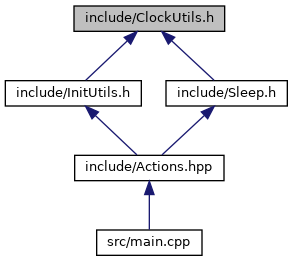 include/ClockUtils.h
include/InitUtils.h
include/Sleep.h
include/Actions.hpp
src/main.cpp